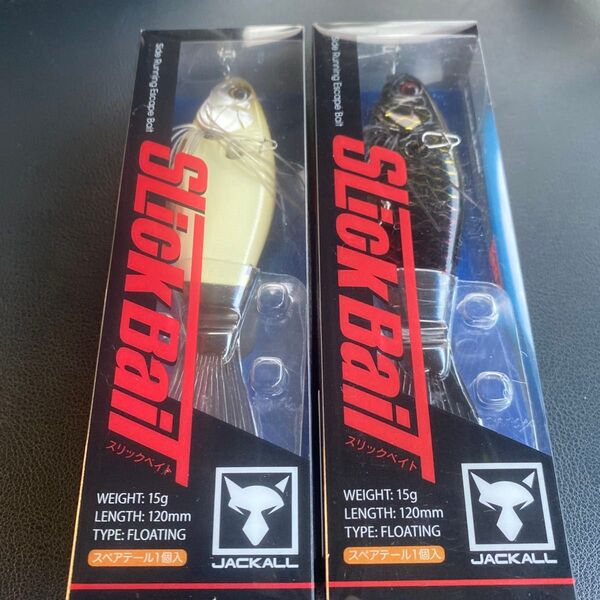 Side Running Escape Bait
SLick BaiT
スリックベイト
WEIGHT: 15g
LENGTH: 120mm
TYPE: FLOATING
スペアテール1個入
JACKALL
Side Running Escape Bait
SLick BaiT
スリックベイト
WEIGHT: 15g
LENGTH: 120mm
TYPE: FLOATING
スペアテール1個入
JACKALL